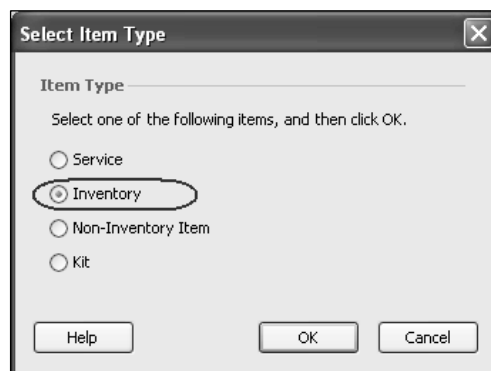 Select Item Type
Item Type
Select one of the following items, and then click OK.
Service
Inventory
Non-Inventory Item
Kit
Help OK Cancel